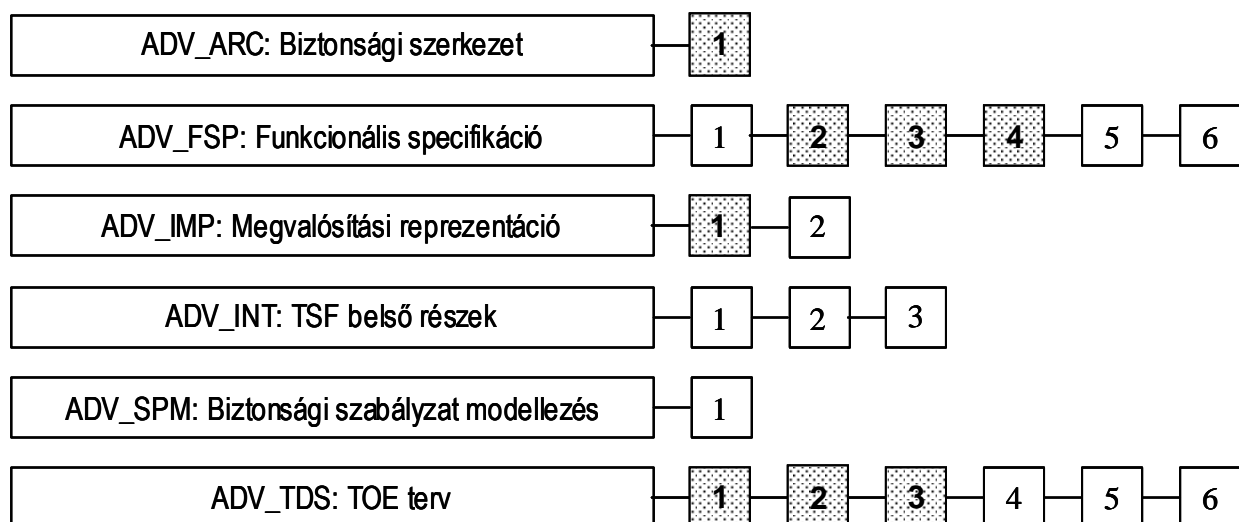 ADV_ARC: Biztonsági szerkezet 1
ADV_FSP: Funkcionális specifikáció 1 2 3 4 5 6
ADV_IMP: Megvalósítási reprezentáció 1 2
ADV_INT: TSF belső részek 1 2 3
ADV_SPM: Biztonsági szabályzat modellezés 1
ADV_TDS: TOE terv 1 2 3 4 5 6